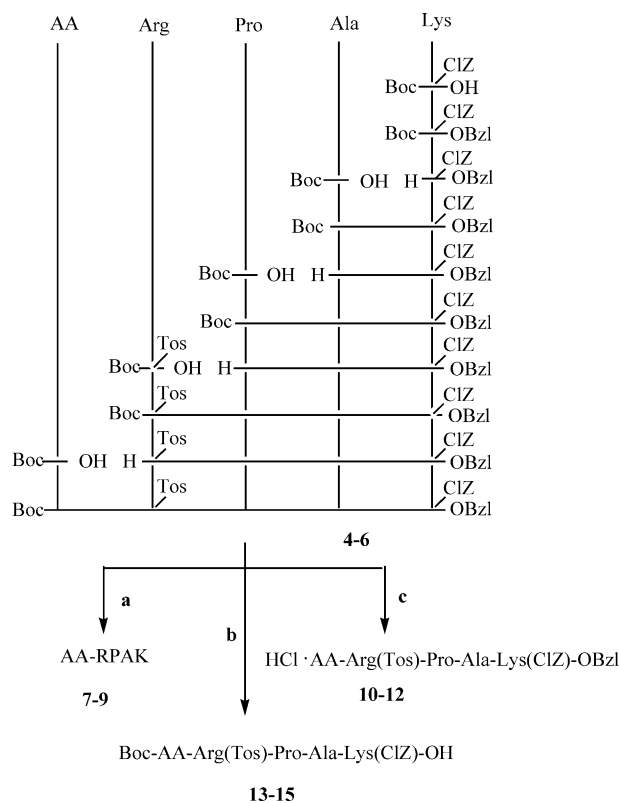 AA Arg Pro Ala Lys
ClZ
Boc OH
ClZ
Boc OBzl
ClZ
Boc OH H OBzl
ClZ
Boc OBzl
ClZ
Boc OH H OBzl
ClZ
Boc OBzl
Tos ClZ
Boc OH H OBzl
Tos ClZ
Boc OBzl
Tos ClZ
Boc OH H OBzl
Tos ClZ
Boc OBzl
4-6
a c
b
AA-RPAK HCl · AA-Arg(Tos)-Pro-Ala-Lys(ClZ)-OBzl
7-9 10-12
Boc-AA-Arg(Tos)-Pro-Ala-Lys(ClZ)-OH
13-15